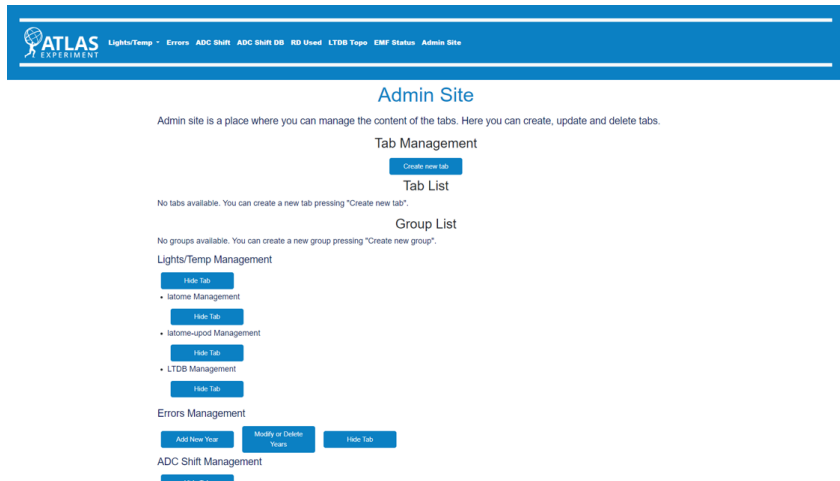 ATLAS
EXPERIMENT
Lights/Temp Errors ADC Shift ADC Shift DB RD Used LTDB Topo EMF Status Admin Site
Admin Site
Admin site is a place where you can manage the content of the tabs. Here you can create, update and delete tabs.
Tab Management
Create new tab
Tab List
No tabs available. You can create a new tab pressing "Create new tab".
Group List
No groups available. You can create a new group pressing "Create new group".
Lights/Temp Management
Hide Tab
• latome Management
Hide Tab
• latome-upod Management
Hide Tab
• LTDB Management
Hide Tab
Errors Management
Add New Year
Modify or Delete
Years
Hide Tab
ADC Shift Management